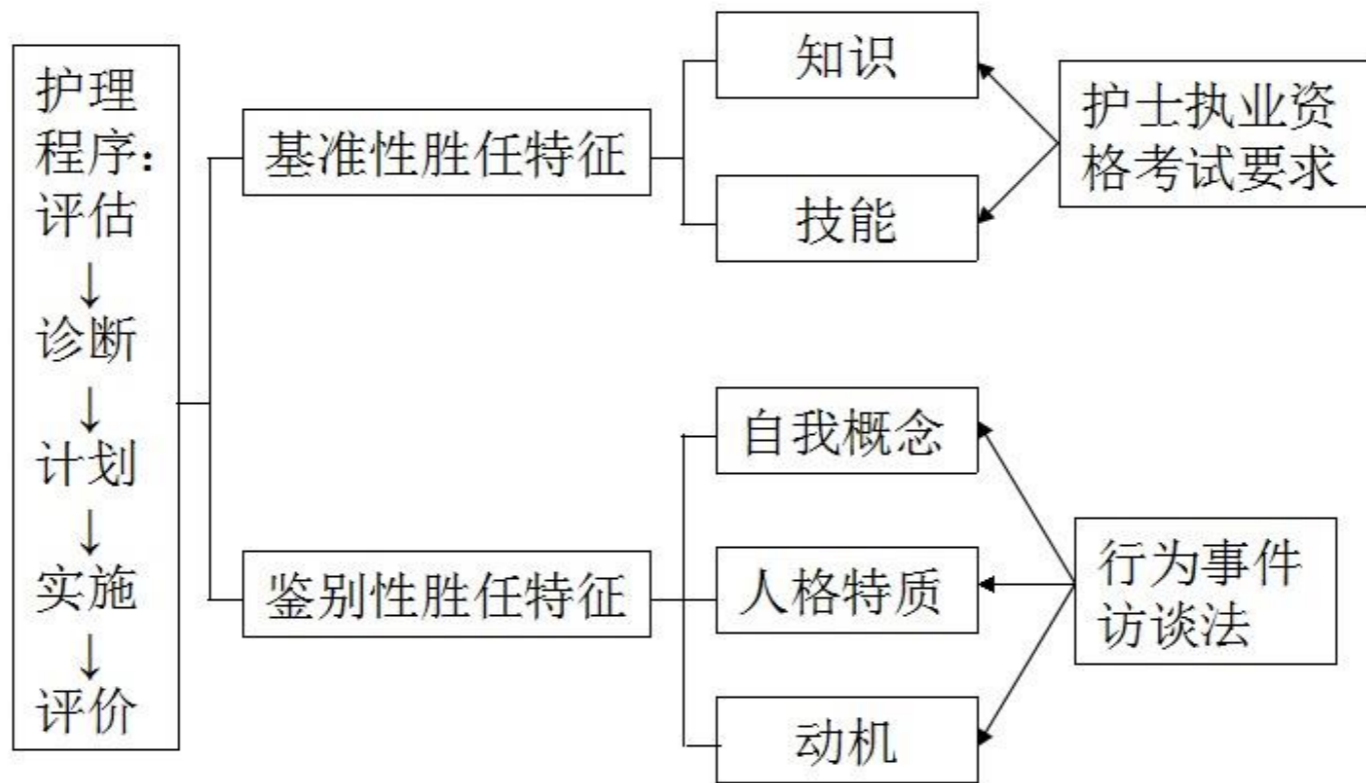 护理
程序：
评估
↓
诊断
↓
计划
↓
实施
↓
评价
基准性胜任特征
鉴别性胜任特征
知识
技能
自我概念
人格特质
动机
护士执业资
格考试要求
行为事件
访谈法